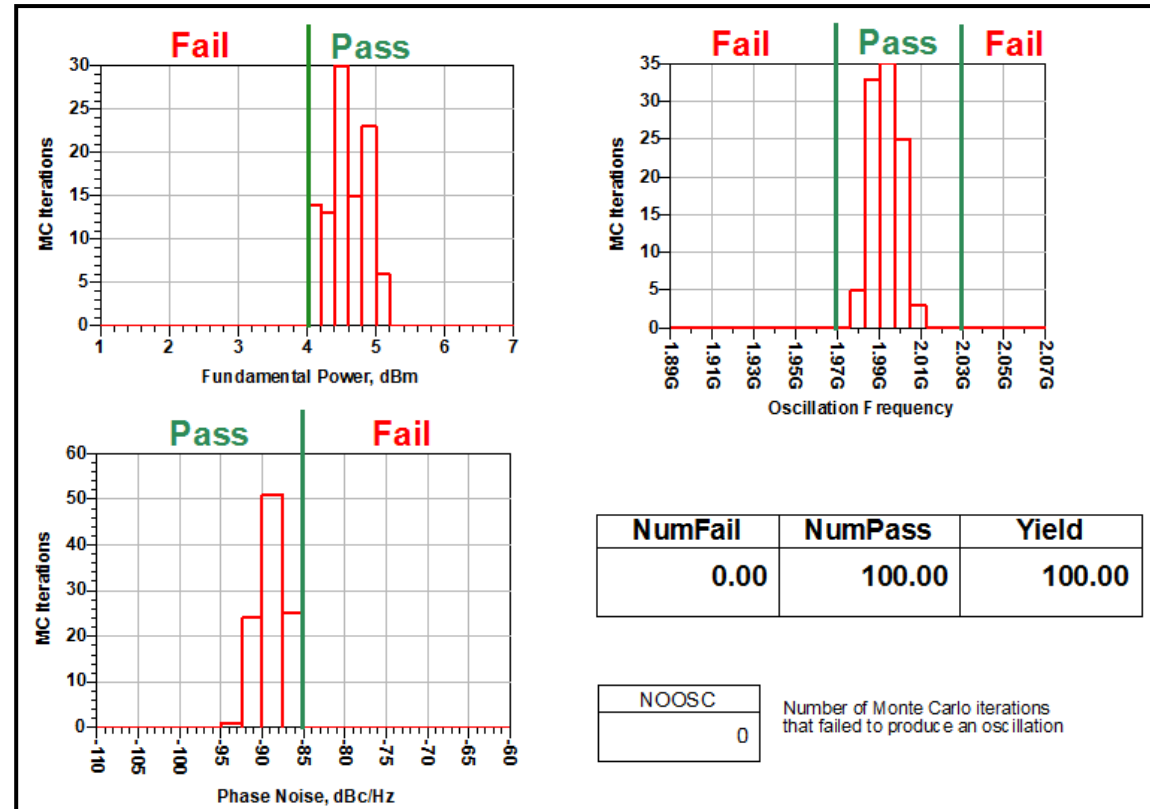 Fail Pass
30
25
20
15
10
5
0
MC Iterations
1 2 3 4 5 6 7
Fundamental Power, dBm
Fail Pass Fail
35
30
25
20
15
10
5
0
MC Iterations
1.89G 1.91G 1.93G 1.95G 1.97G 1.99G 2.01G 2.03G 2.05G 2.07G
Oscillation Frequency
Pass Fail
60
50
40
30
20
10
0
MC Iterations
-110 -105 -100 -95 -90 -85 -80 -75 -70 -65 -60
Phase Noise, dBc/Hz
NumFail NumPass Yield
0.00 100.00 100.00
NOOSC
0
Number of Monte Carlo iterations
that failed to produce an oscillation